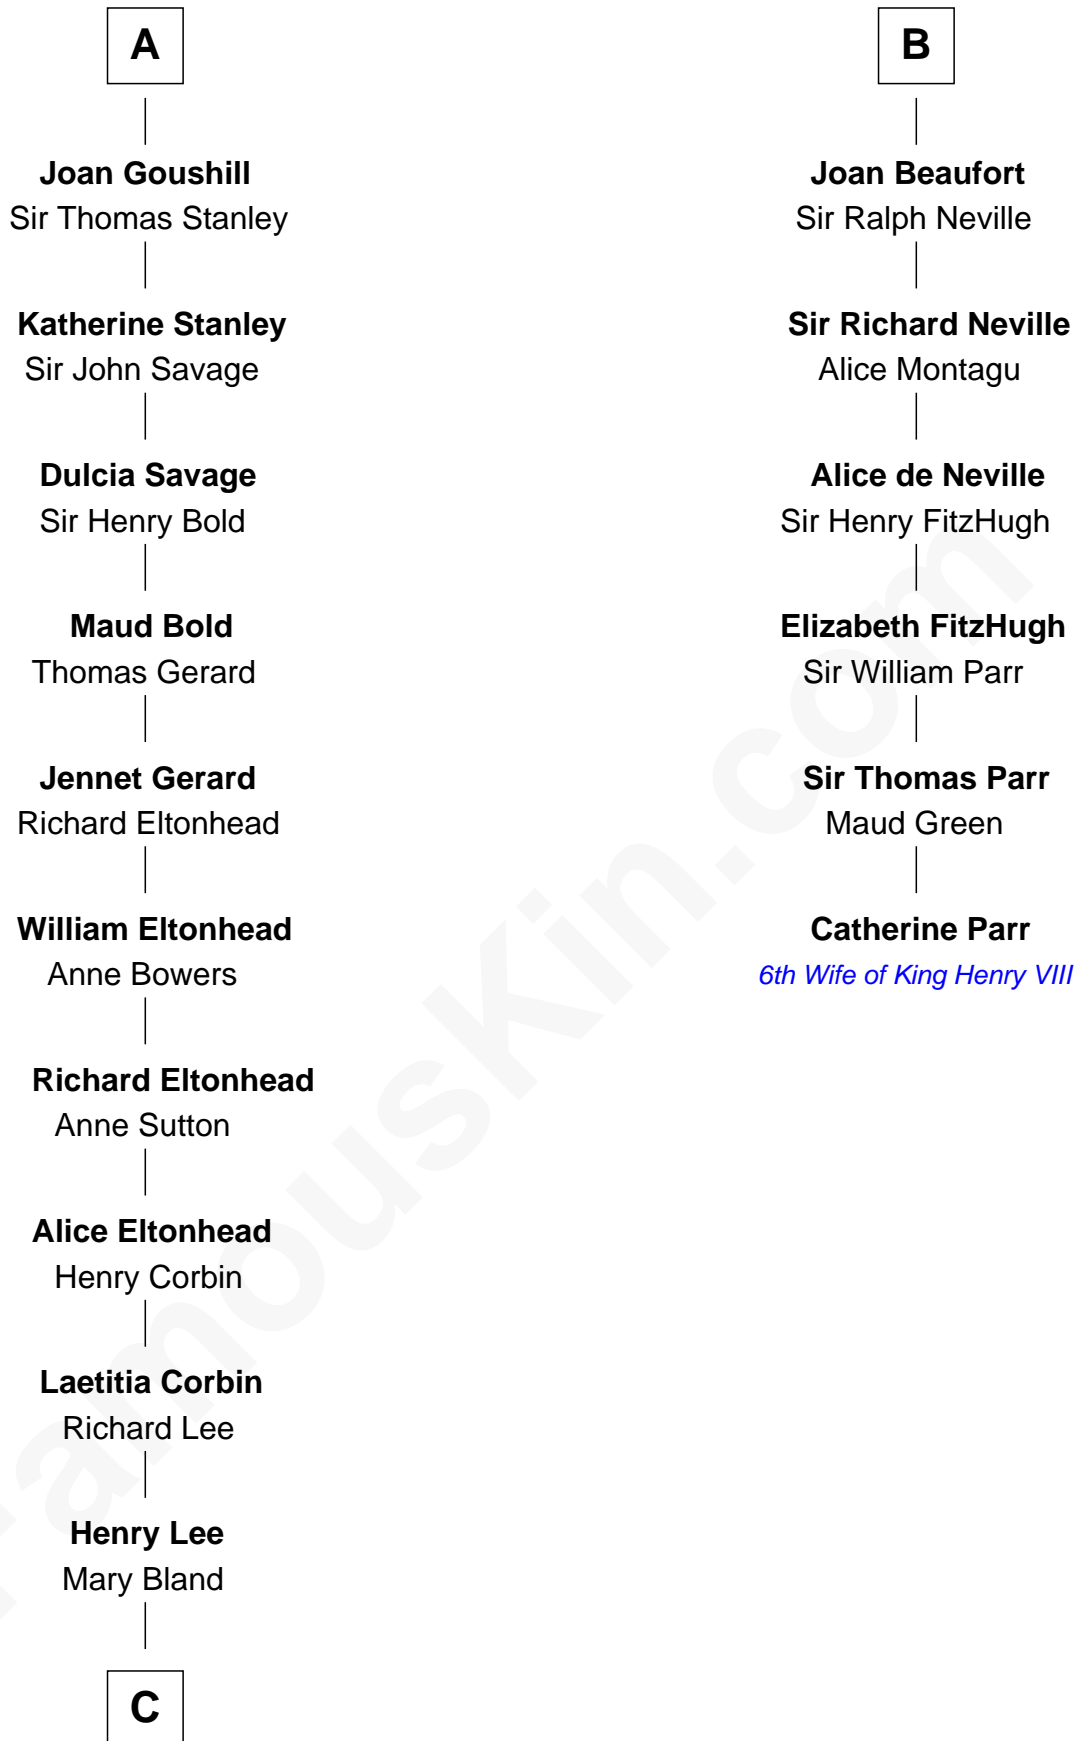 A
Joan Goushill
Sir Thomas Stanley
Katherine Stanley
Sir John Savage
Dulcia Savage
Sir Henry Bold
Maud Bold
Thomas Gerard
Jennet Gerard
Richard Eltonhead
William Eltonhead
Anne Bowers
Richard Eltonhead
Anne Sutton
Alice Eltonhead
Henry Corbin
Laetitia Corbin
Richard Lee
Henry Lee
Mary Bland
C
B
Joan Beaufort
Sir Ralph Neville
Sir Richard Neville
Alice Montagu
Alice de Neville
Sir Henry FitzHugh
Elizabeth FitzHugh
Sir William Parr
Sir Thomas Parr
Maud Green
Catherine Parr
6th Wife of King Henry VIII
FamousKin.com